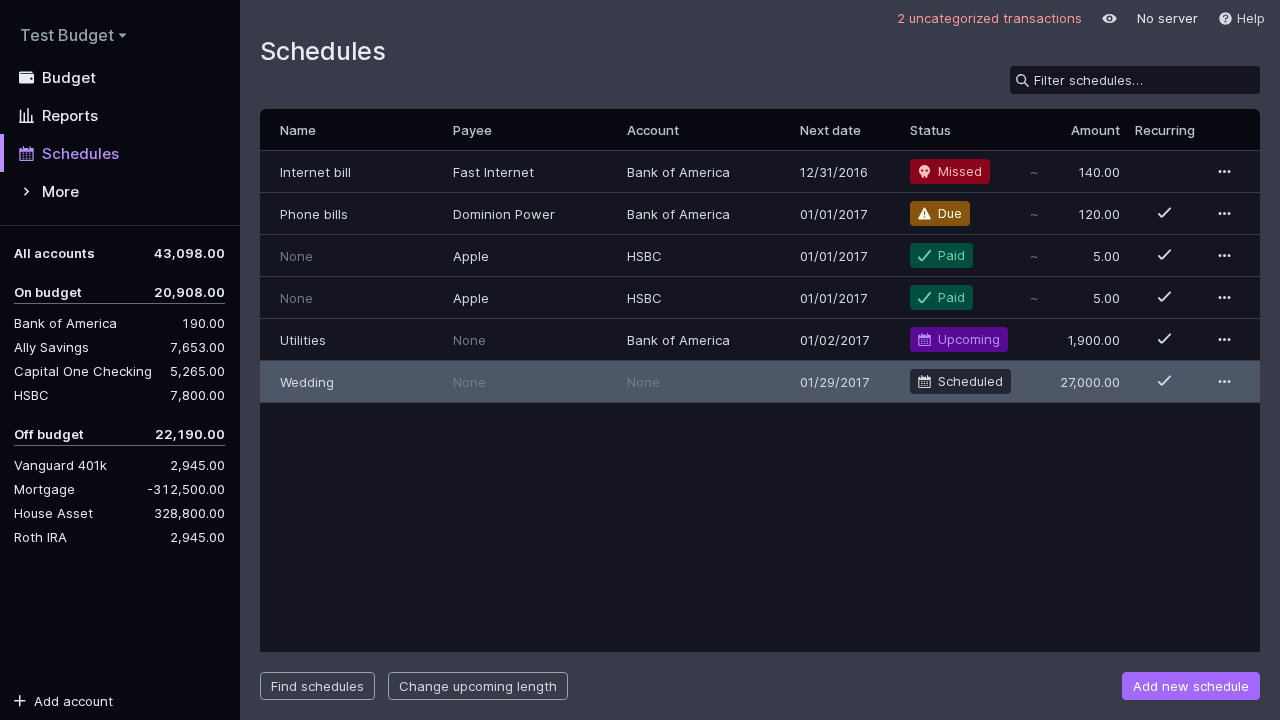 Test Budget
Budget
Reports
Schedules
More
All accounts 43,098.00
On budget 20,908.00
Bank of America 190.00
Ally Savings 7,653.00
Capital One Checking 5,265.00
HSBC 7,800.00
Off budget 22,190.00
Vanguard 401k 2,945.00
Mortgage -312,500.00
House Asset 328,800.00
Roth IRA 2,945.00
Add account
2 uncategorized transactions No server Help
Schedules
Filter schedules…
Name Payee Account Next date Status Amount Recurring
Internet bill Fast Internet Bank of America 12/31/2016 Missed ~ 140.00
Phone bills Dominion Power Bank of America 01/01/2017 Due ~ 120.00
None Apple HSBC 01/01/2017 Paid ~ 5.00
None Apple HSBC 01/01/2017 Paid ~ 5.00
Utilities None Bank of America 01/02/2017 Upcoming 1,900.00
Wedding None None 01/29/2017 Scheduled 27,000.00
Find schedules Change upcoming length Add new schedule